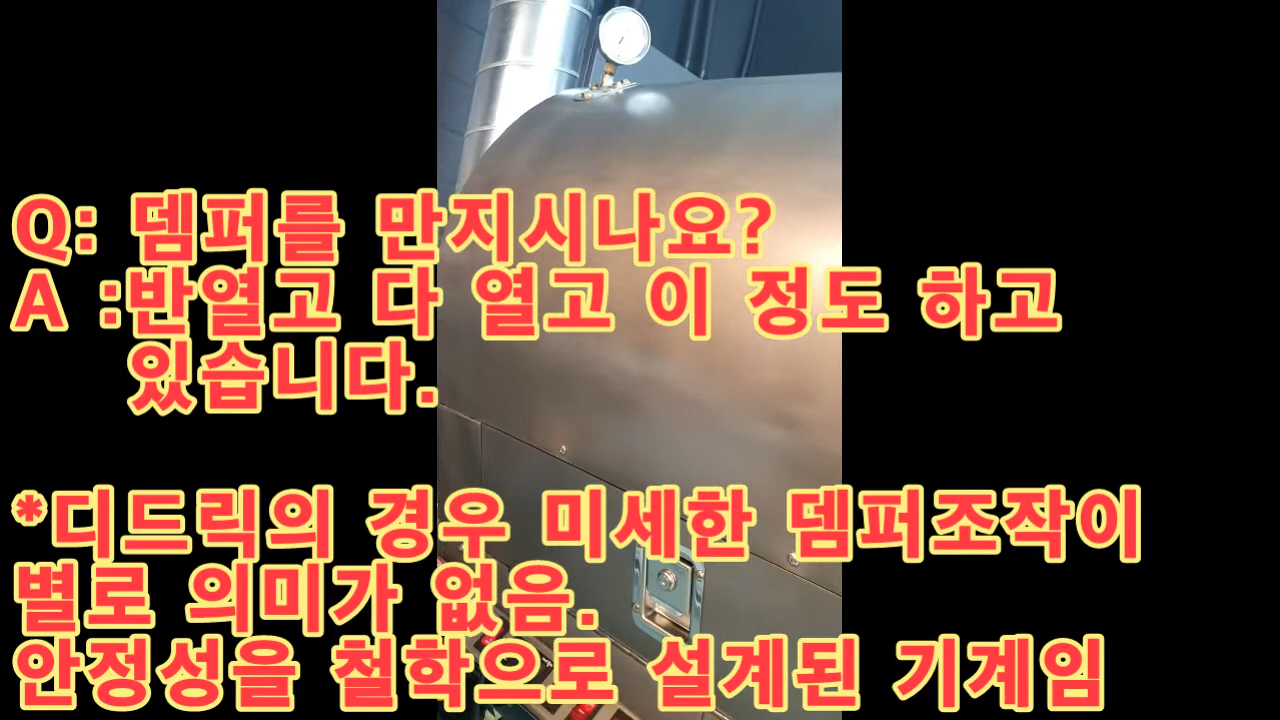 Q: 뎀퍼를 만지시나요?
A :반열고 다 열고 이 정도 하고
있습니다.
*디드릭의 경우 미세한 뎀퍼조작이
별로 의미가 없음.
안정성을 철학으로 설계된 기계임